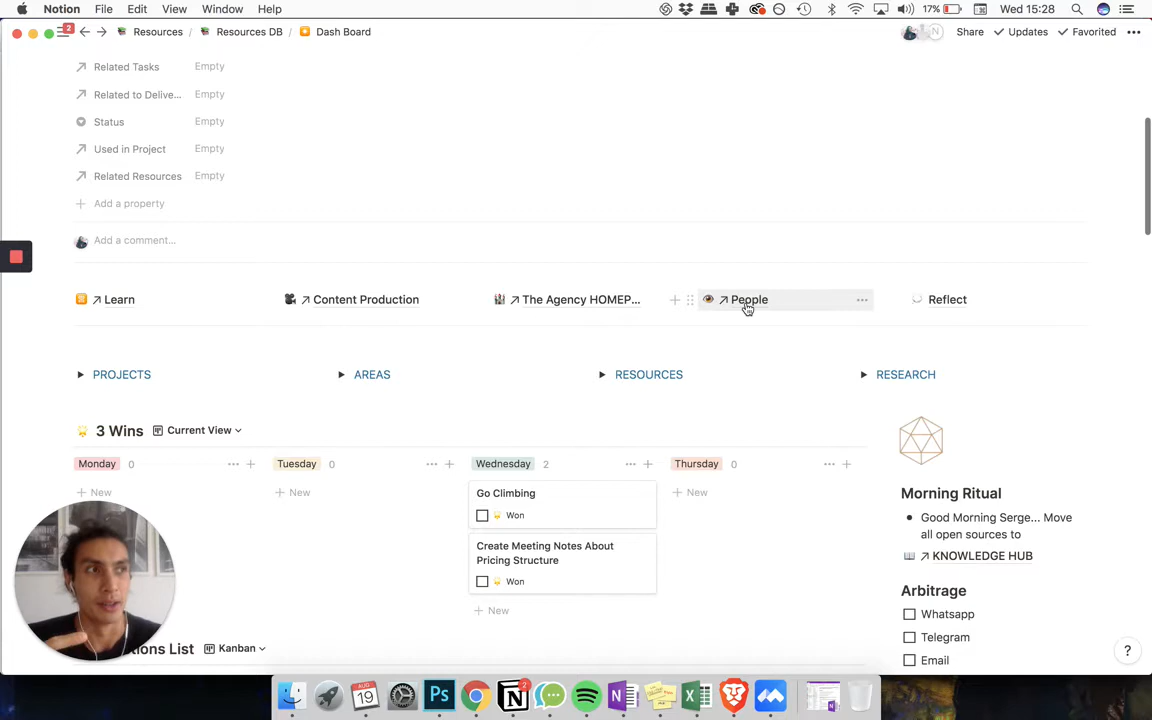 Notion File Edit View Window Help 17% Wed 15:28
2 Resources / Resources DB / Dash Board Share Updates Favorited
Related Tasks Empty
Related to Delive... Empty
Status Empty
Used in Project Empty
Related Resources Empty
Add a property
Add a comment...
Learn Content Production The Agency HOMEP... People Reflect
PROJECTS AREAS RESOURCES RESEARCH
3 Wins Current View
Monday 0 Tuesday 0 Wednesday 2 Thursday 0
New New Go Climbing New
Won
Create Meeting Notes About
Pricing Structure
Won
New
Morning Ritual
Good Morning Serge... Move
all open sources to
KNOWLEDGE HUB
Arbitrage
Whatsapp
Telegram
Email
tions List Kanban
?
AUG
19
Ps
2